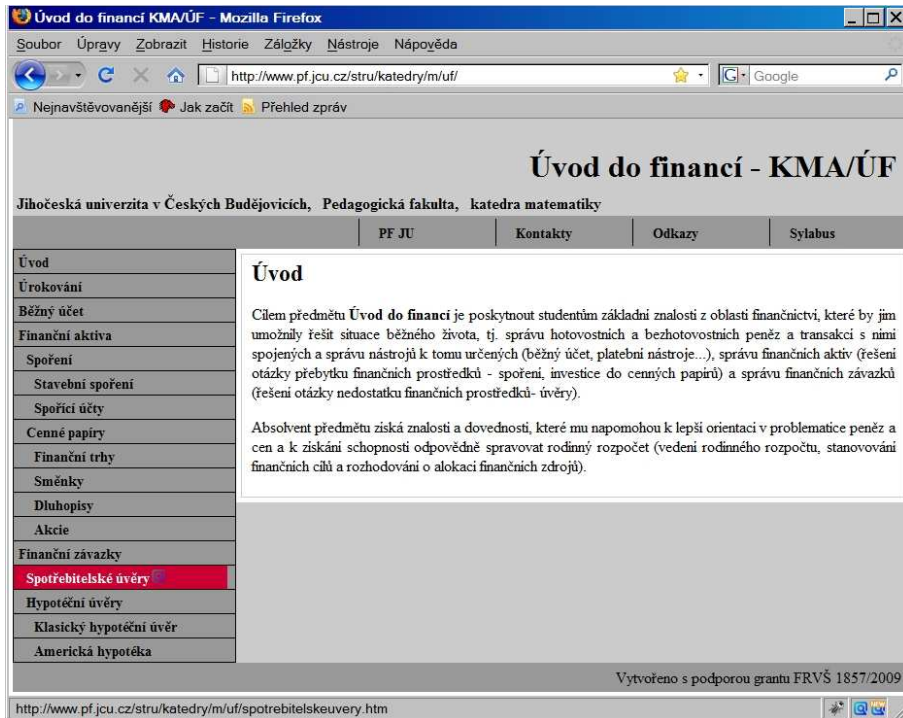 Úvod do financí KMA/ÚF - Mozilla Firefox
Soubor Úpravy Zobrazit Historie Záložky Nástroje Nápověda
http://www.pf.jcu.cz/stru/katedry/m/uf/
G Google
Nejnavštěvovanější Jak začít Přehled zpráv
Úvod do financí - KMA/ÚF
Jihočeská univerzita v Českých Budějovicích, Pedagogická fakulta, katedra matematiky
PF JU Kontakty Odkazy Sylabus
Úvod
Úrokování
Běžný účet
Finanční aktiva
Spoření
Stavební spoření
Spořící účty
Cenné papíry
Finanční trhy
Směnky
Dluhopisy
Akcie
Finanční závazky
Spotřebitelské úvěry
Hypotéční úvěry
Klasický hypotéční úvěr
Americká hypotéka
Úvod
Cílem předmětu Úvod do financí je poskytnout studentům základní znalosti z oblasti finančnictví, které by jim
umožnily řešit situace běžného života, tj. správu hotovostních a bezhotovostních peněz a transakcí s nimi
spojených a správu nástrojů k tomu určených (běžný účet, platební nástroje...), správu finančních aktiv (řešení
otázky přebytku finančních prostředků - spoření, investice do cenných papírů) a správu finančních závazků
(řešení otázky nedostatku finančních prostředků- úvěry).
Absolvent předmětu získá znalosti a dovednosti, které mu napomohou k lepší orientaci v problematice peněz a
cen a k získání schopnosti odpovědně spravovat rodinný rozpočet (vedení rodinného rozpočtu, stanovování
finančních cílů a rozhodování o alokaci finančních zdrojů).
Vytvořeno s podporou grantu FRVŠ 1857/2009
http://www.pf.jcu.cz/stru/katedry/m/uf/spotrebitelskeuvery.htm